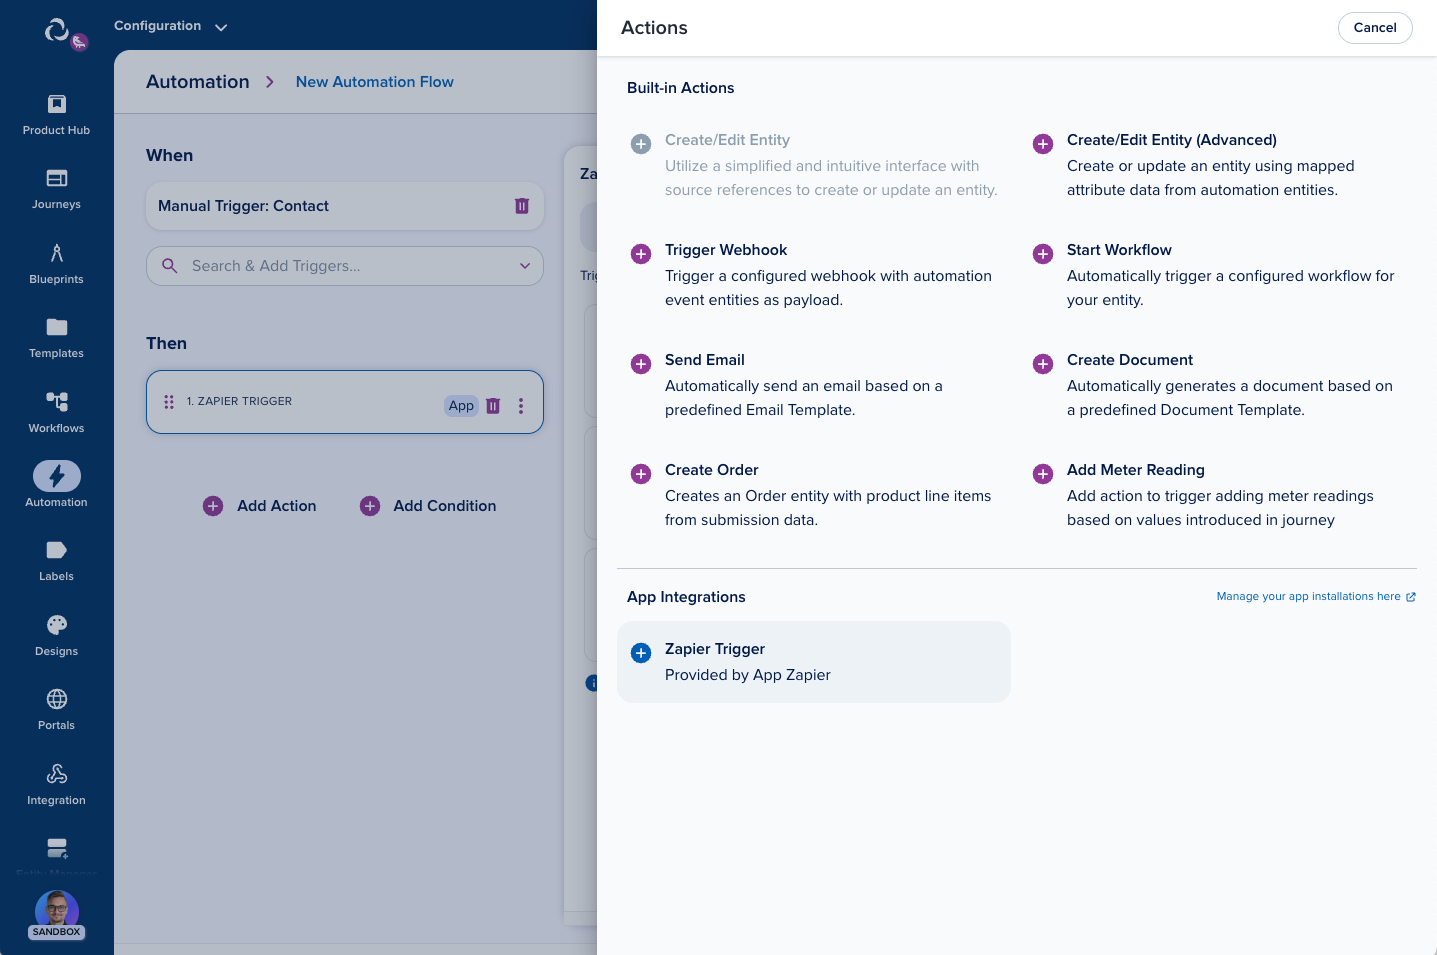 Configuration
Product Hub
Journeys
Blueprints
Templates
Workflows
Automation
Labels
Designs
Portals
Integration
SANDBOX
Automation
New Automation Flow
When
Manual Trigger: Contact
Search & Add Triggers...
Then
1. ZAPIER TRIGGER
App
Add Action
Add Condition
Actions
Cancel
Built-in Actions
Create/Edit Entity
Utilize a simplified and intuitive interface with
source references to create or update an entity.
Create/Edit Entity (Advanced)
Create or update an entity using mapped
attribute data from automation entities.
Trigger Webhook
Trigger a configured webhook with automation
event entities as payload.
Start Workflow
Automatically trigger a configured workflow for
your entity.
Send Email
Automatically send an email based on a
predefined Email Template.
Create Document
Automatically generates a document based on
a predefined Document Template.
Create Order
Creates an Order entity with product line items
from submission data.
Add Meter Reading
Add action to trigger adding meter readings
based on values introduced in journey
App Integrations
Manage your app installations here
Zapier Trigger
Provided by App Zapier